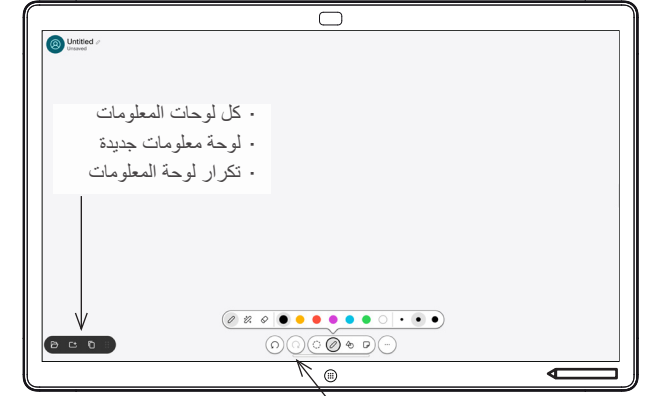 Untitled
Unsaved
· كل لوحات المعلومات
· لوحة معلومات جديدة
· تكرار لوحة المعلومات